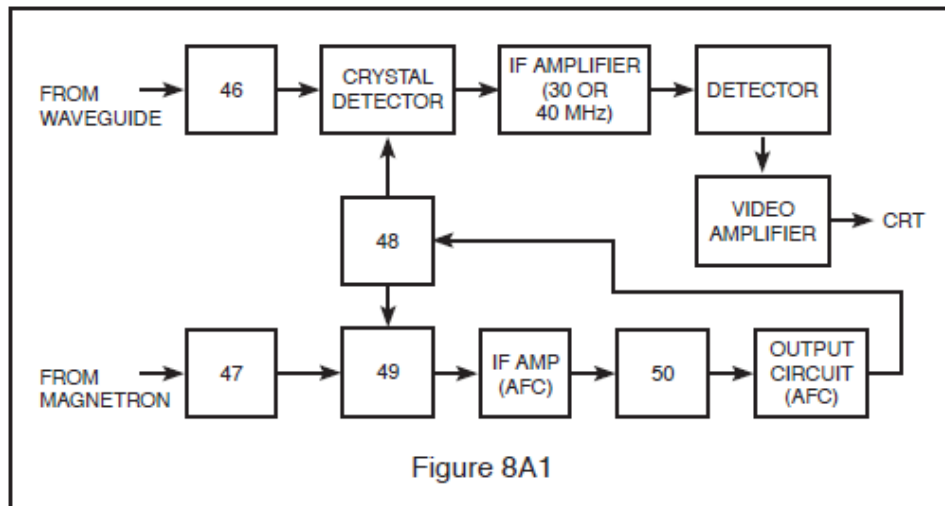 FROM
WAVEGUIDE
46
CRYSTAL
DETECTOR
IF AMPLIFIER
(30 OR
40 MHz)
DETECTOR
VIDEO
AMPLIFIER
CRT
48
FROM
MAGNETRON
47
49
IF AMP
(AFC)
50
OUTPUT
CIRCUIT
(AFC)
Figure 8A1